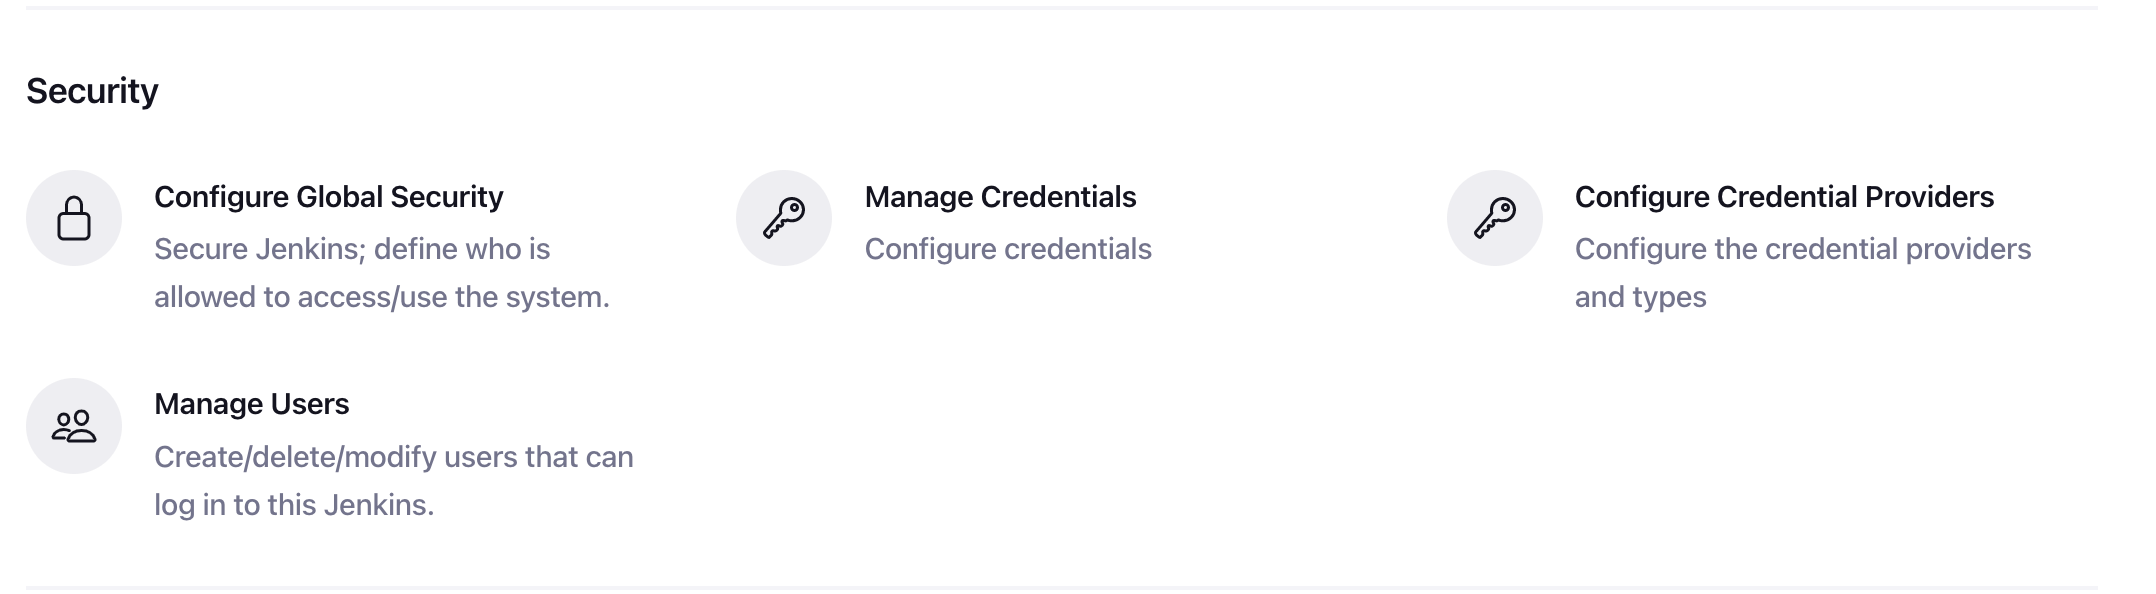 Security
Configure Global Security
Secure Jenkins; define who is
allowed to access/use the system.
Manage Credentials
Configure credentials
Configure Credential Providers
Configure the credential providers
and types
Manage Users
Create/delete/modify users that can
log in to this Jenkins.